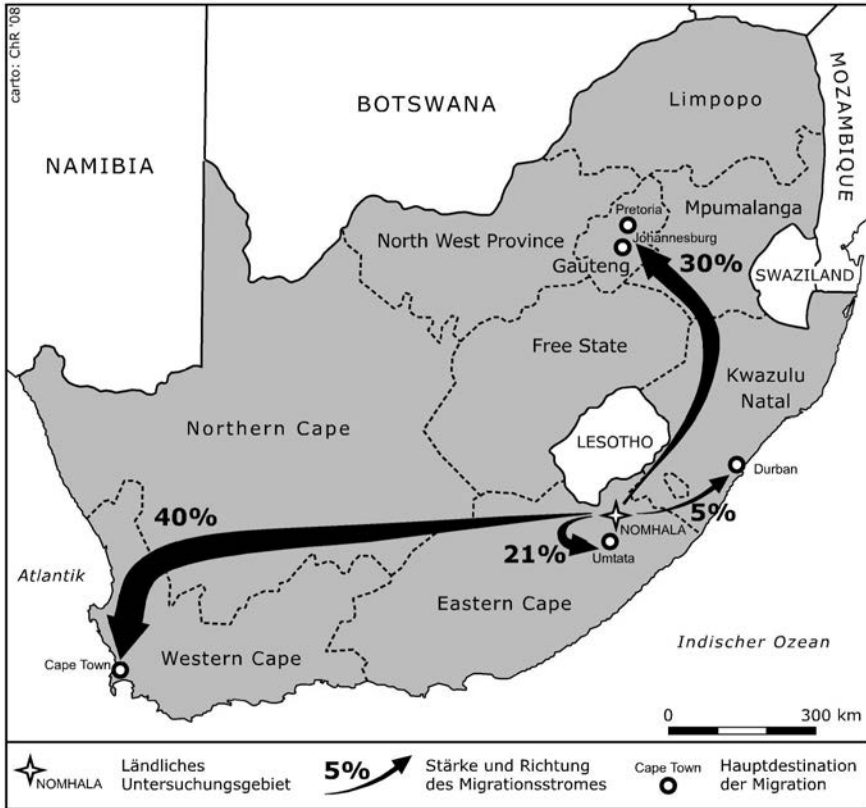 carto: ChR '08
BOTSWANA
NAMIBIA
MOZAMBIQUE
Limpopo
Pretoria
Mpumalanga
North West Province
Johannesburg
Gauteng
30%
SWAZILAND
Free State
Kwazulu
Natal
Northern Cape
LESOTHO
Durban
40%
5%
NOMHALA
21%
Umtata
Atlantik
Eastern Cape
Indischer Ozean
Cape Town
Western Cape
0 300 km
NOMHALA
Ländliches
Untersuchungsgebiet
5%
Stärke und Richtung
des Migrationsstromes
Cape Town
Hauptdestination
der Migration